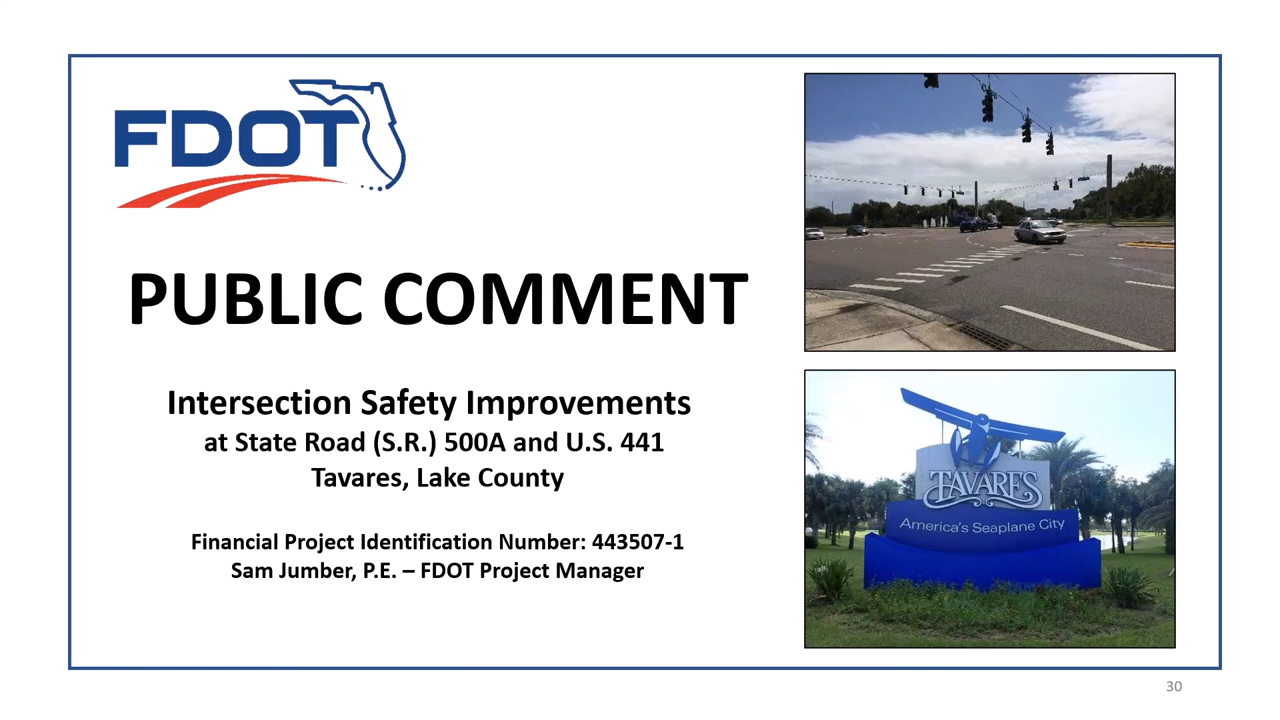 FDOT
PUBLIC COMMENT
Intersection Safety Improvements
at State Road (S.R.) 500A and U.S. 441
Tavares, Lake County
Financial Project Identification Number: 443507-1
Sam Jumber, P.E. – FDOT Project Manager
TAVARES
America's Seaplane City
30